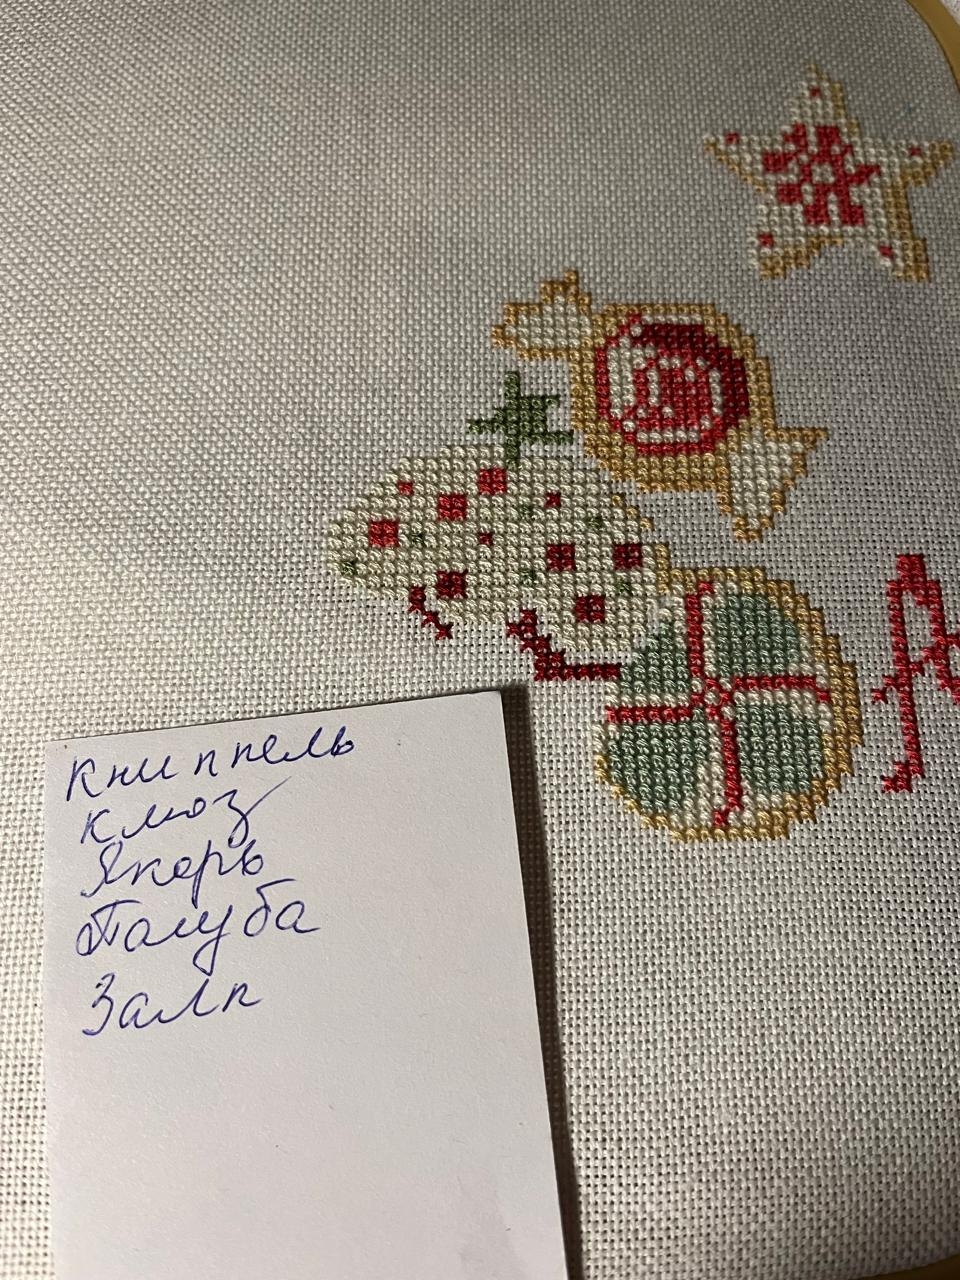 Книппель
Клюз
Якорь
Палуба
Залп